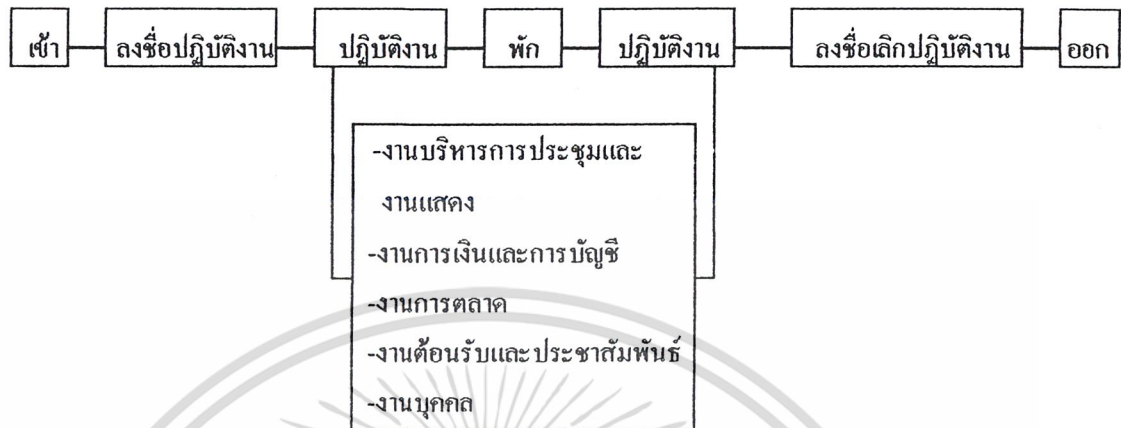 เข้า ลงชื่อปฏิบัติงาน ปฏิบัติงาน พัก ปฏิบัติงาน ลงชื่อเลิกปฏิบัติงาน ออก
-งานบริหารการประชุมและ
งานแสดง
-งานการเงินและการบัญชี
-งานการตลาด
-งานต้อนรับและประชาสัมพันธ์
-งานบุคคล